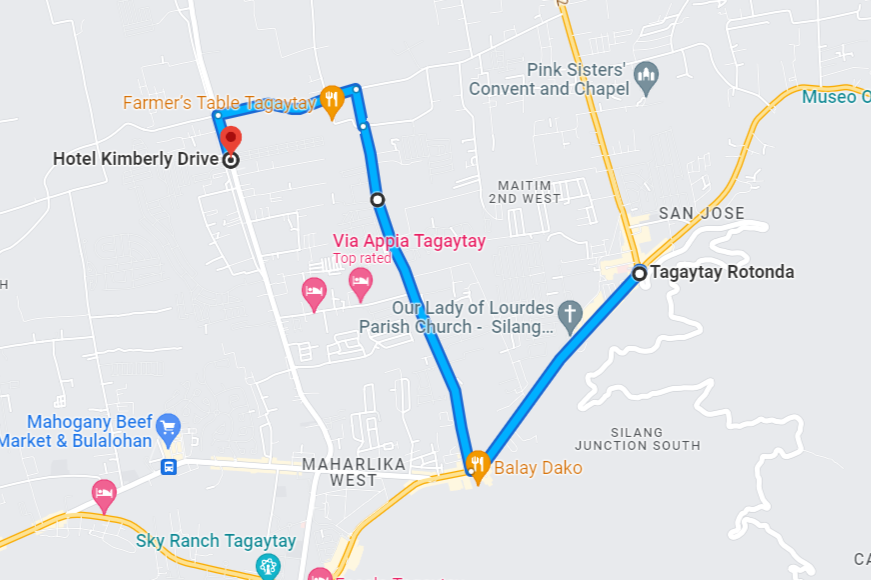 Pink Sisters'
Convent and Chapel
Museo O
Farmer's Table Tagaytay
Hotel Kimberly Drive
MAITIM
2ND WEST
SAN JOSE
Via Appia Tagaytay
Top rated
Tagaytay Rotonda
H
Our Lady of Lourdes
Parish Church - Silang...
Mahogany Beef
Market & Bulalohan
SILANG
JUNCTION SOUTH
MAHARLIKA
WEST
Balay Dako
Sky Ranch Tagaytay
CA